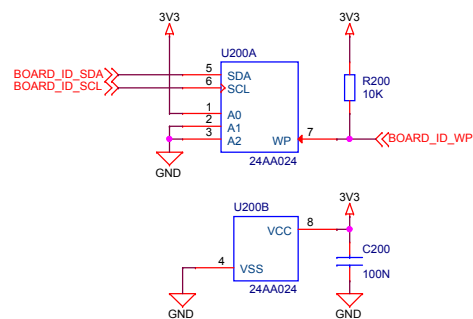 3V3
3V3
U200A
BOARD_ID_SDA
5
SDA
BOARD_ID_SCL
6
SCL
R200
10K
1
A0
2
A1
3
A2
WP
7
BOARD_ID_WP
GND
24AA024
3V3
U200B
VCC
8
C200
100N
4
VSS
24AA024
GND
GND